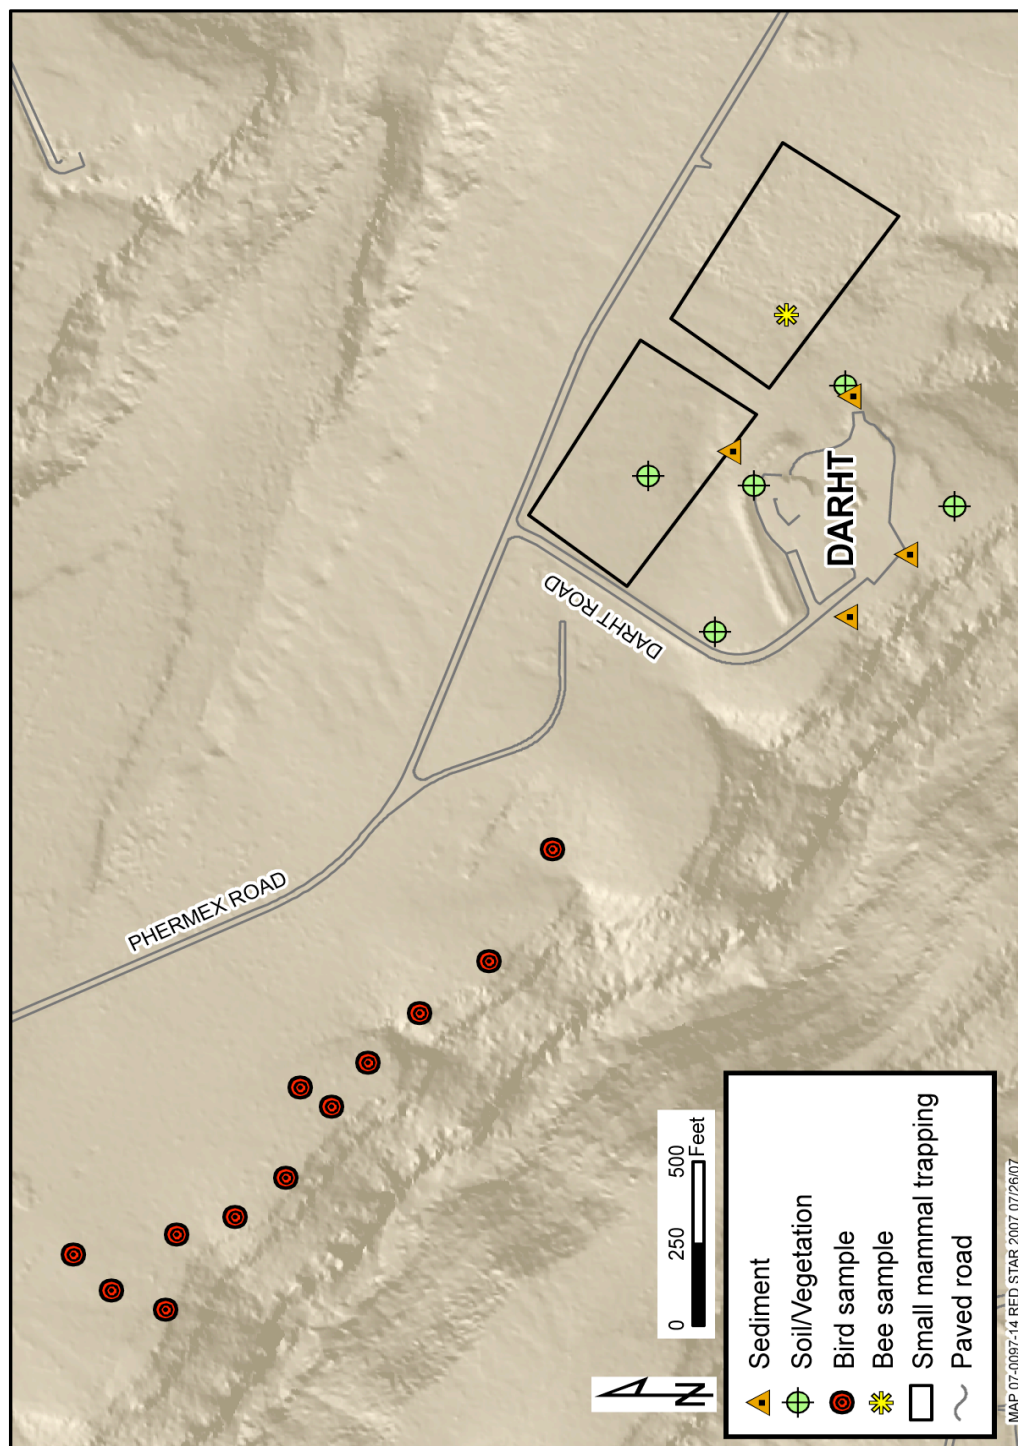 PHERMEX ROAD
DARHT ROAD
DARHT
0 250 500
Feet
N
Sediment
Soil/Vegetation
Bird sample
Bee sample
Small mammal trapping
Paved road
MAP 07-0097-14 RED STAR 2007 07/26/07